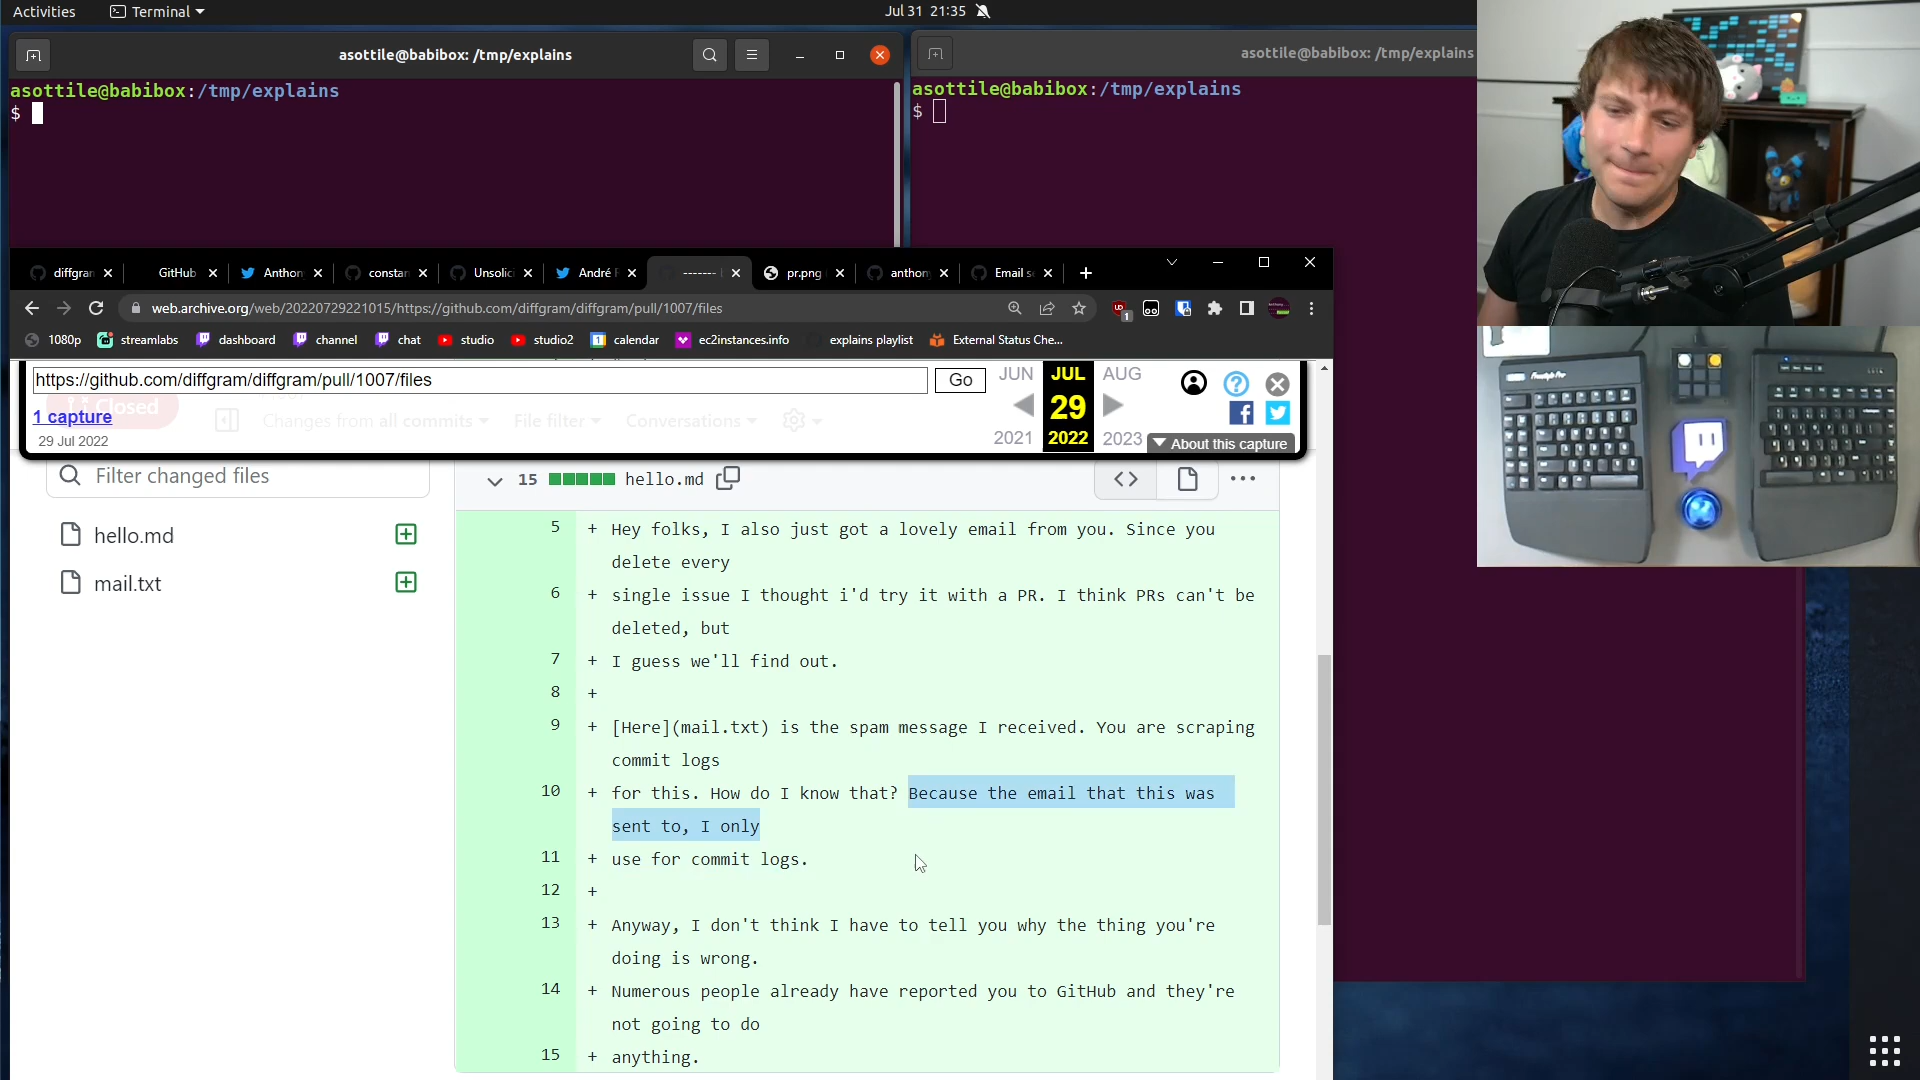 Activities
Terminal
Jul 31 21:35
asottile@babibox: /tmp/explains
asottile@babibox: /tmp/explains
asottile@babibox:/tmp/explains
$
asottile@babibox:/tmp/explains
$
diffgran
GitHub
Anthon
constan
Unsolic
André
-------
pr.png
anthony
Email s
web.archive.org/web/20220729221015/https://github.com/diffgram/diffgram/pull/1007/files
1080p
streamlabs
dashboard
channel
chat
studio
studio2
calendar
ec2instances.info
explains playlist
External Status Che...
https://github.com/diffgram/diffgram/pull/1007/files
Go
JUN
JUL
AUG
29
2021
2022
2023
1 capture
29 Jul 2022
About this capture
Closed
Changes from all commits
File filter
Conversations
Filter changed files
hello.md
mail.txt
15
hello.md
5 + Hey folks, I also just got a lovely email from you. Since you
delete every
6 + single issue I thought i'd try it with a PR. I think PRs can't be
deleted, but
7 + I guess we'll find out.
8 +
9 + [Here](mail.txt) is the spam message I received. You are scraping
commit logs
10 + for this. How do I know that? Because the email that this was
sent to, I only
11 + use for commit logs.
12 +
13 + Anyway, I don't think I have to tell you why the thing you're
doing is wrong.
14 + Numerous people already have reported you to GitHub and they're
not going to do
15 + anything.